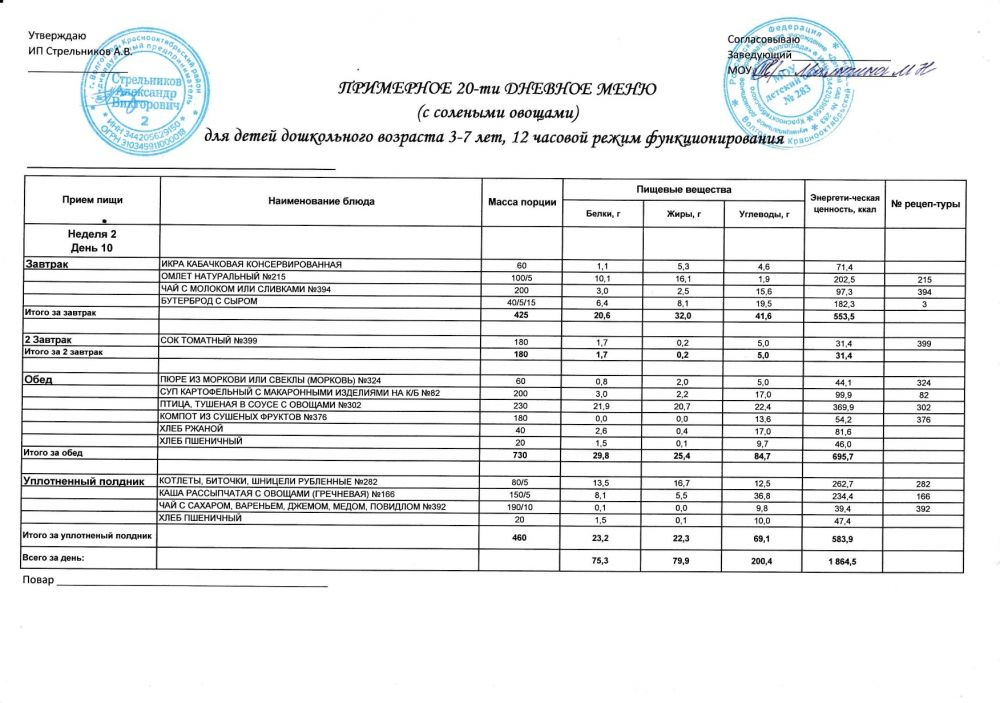 Утверждаю
ИП Стрельников А.В.
Стрельников
Александр
Викторович
ИНН 344205629150
ОГРН 310345911000018
2
Согласовываю
Заведующий
МОУ
детский сад
№ 283
ПРИМЕРНОЕ 20-ти ДНЕВНОЕ МЕНЮ
(с солеными овощами)
для детей дошкольного возраста 3-7 лет, 12 часовой режим функционирования
Прием пищи Наименование блюда Масса порции Пищевые вещества Энергети-ческая ценность, ккал № рецеп-туры
Белки, г Жиры, г Углеводы, г
Неделя 2
День 10
Завтрак ИКРА КАБАЧКОВАЯ КОНСЕРВИРОВАННАЯ 60 1,1 5,3 4,6 71,4
ОМЛЕТ НАТУРАЛЬНЫЙ №215 100/5 10,1 16,1 1,9 202,5 215
ЧАЙ С МОЛОКОМ ИЛИ СЛИВКАМИ №394 200 3,0 2,5 15,6 97,3 394
БУТЕРБРОД С СЫРОМ 40/5/15 6,4 8,1 19,5 182,3 3
Итого за завтрак 425 20,6 32,0 41,6 553,5
2 Завтрак СОК ТОМАТНЫЙ №399 180 1,7 0,2 5,0 31,4 399
Итого за 2 завтрак 180 1,7 0,2 5,0 31,4
Обед ПЮРЕ ИЗ МОРКОВИ ИЛИ СВЕКЛЫ (МОРКОВЬ) №324 60 0,8 2,0 5,0 44,1 324
СУП КАРТОФЕЛЬНЫЙ С МАКАРОННЫМИ ИЗДЕЛИЯМИ НА К/Б №82 200 3,0 2,2 17,0 99,9 82
ПТИЦА, ТУШЕНАЯ В СОУСЕ С ОВОЩАМИ №302 230 21,9 20,7 22,4 369,9 302
КОМПОТ ИЗ СУШЕНЫХ ФРУКТОВ №376 180 0,0 0,0 13,6 54,2 376
ХЛЕБ РЖАНОЙ 40 2,6 0,4 17,0 81,6
ХЛЕБ ПШЕНИЧНЫЙ 20 1,5 0,1 9,7 46,0
Итого за обед 730 29,8 25,4 84,7 695,7
Уплотненный полдник КОТЛЕТЫ, БИТОЧКИ, ШНИЦЕЛИ РУБЛЕННЫЕ №282 80/5 13,5 16,7 12,5 262,7 282
КАША РАССЫПЧАТАЯ С ОВОЩАМИ (ГРЕЧНЕВАЯ) №166 150/5 8,1 5,5 36,8 234,4 166
ЧАЙ С САХАРОМ, ВАРЕНЬЕМ, ДЖЕМОМ, МЕДОМ, ПОВИДЛОМ №392 190/10 0,1 0,0 9,8 39,4 392
ХЛЕБ ПШЕНИЧНЫЙ 20 1,5 0,1 10,0 47,4
Итого за уплотненый полдник 460 23,2 22,3 69,1 583,9
Всего за день: 75,3 79,9 200,4 1 864,5
Повар